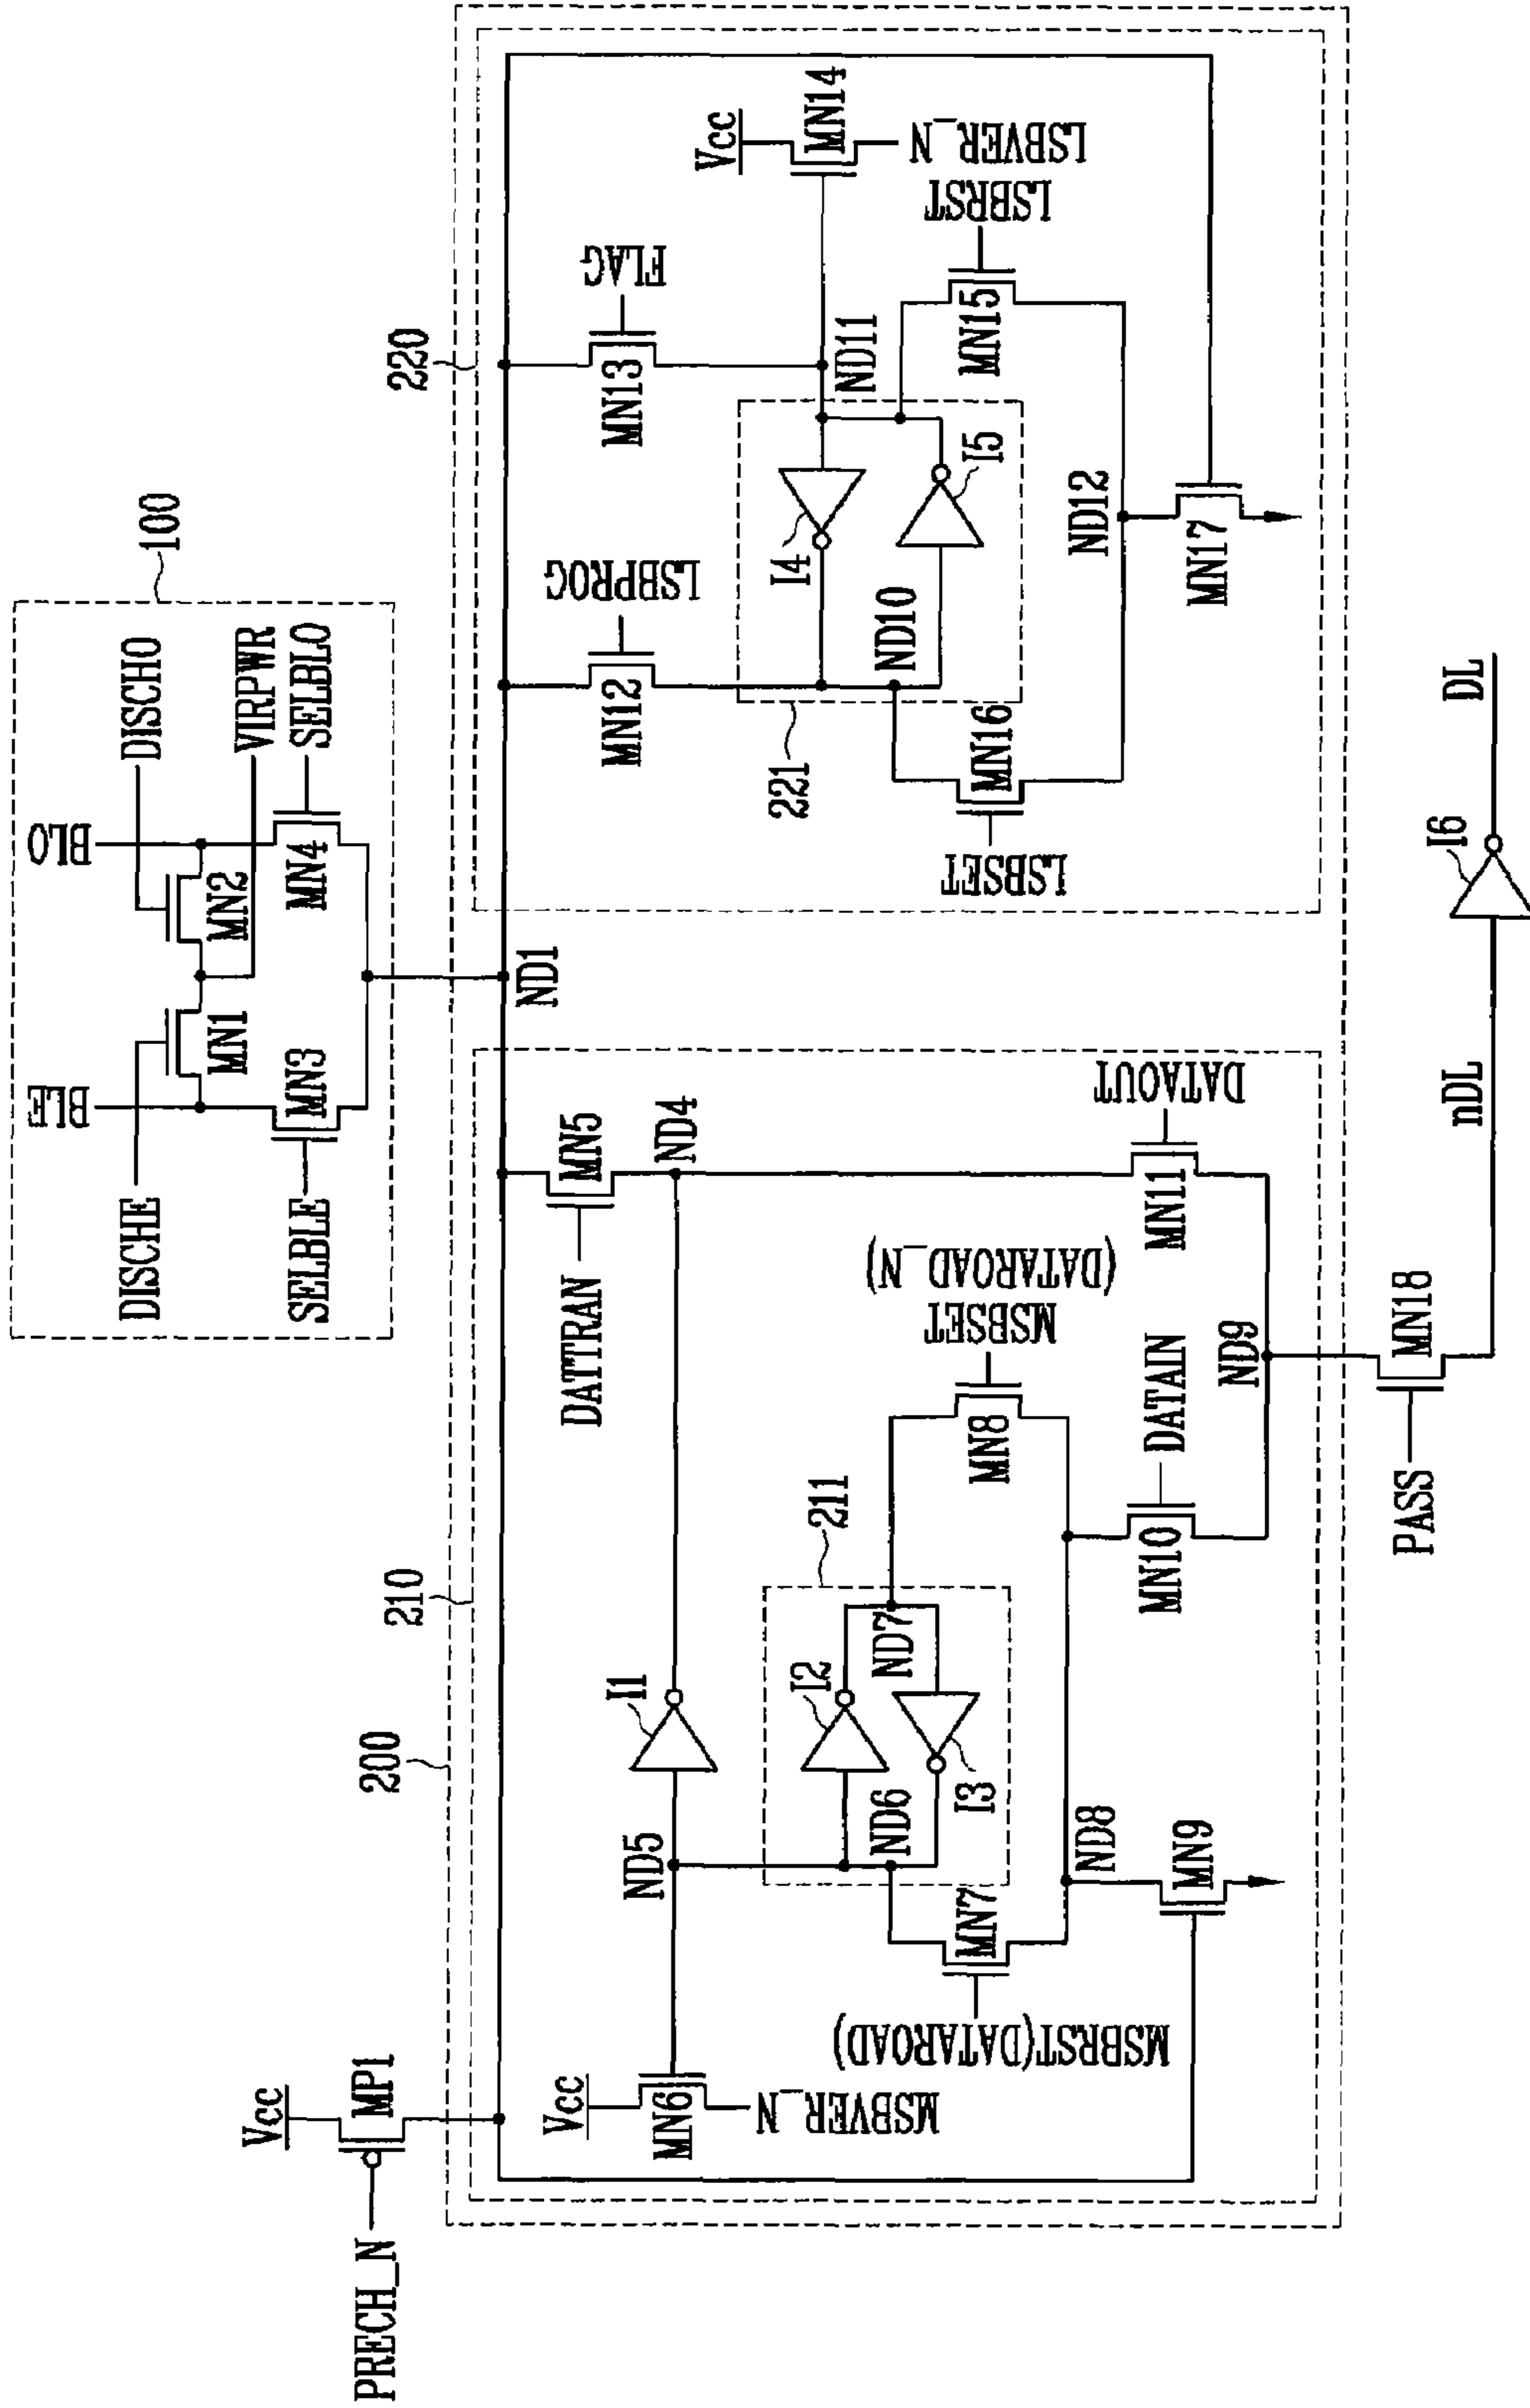 100
BLE
BLO
DISCHE
DISCHO
MN1
MN2
VIRPWR
SELBLE
MN3
MN4
SELBLO
Vcc
PRECH_N
MP1
ND1
200
210
220
DATTRAN
MN5
ND4
I1
ND5
Vcc
MN6
MSBVER_N
211
I2
ND7
ND6
I3
MN7
MSBRST(DATAROAD)
MN8
MSBSET
(DATAROAD_N)
ND8
MN9
MN10
DATAIN
MN11
DATAOUT
ND9
LSBPROG
MN12
FLAG
MN13
Vcc
MN14
LSBVER_N
ND11
221
I4
I5
ND10
MN15
LSBRST
MN16
LSBSET
ND12
MN17
PASS
MN18
nDL
I6
DL